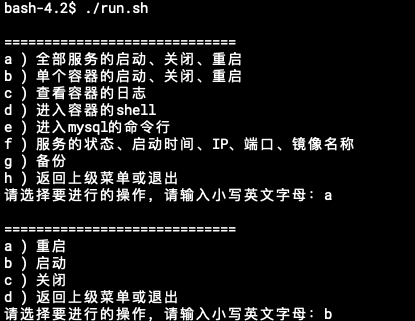 bash-4.2$ ./run.sh
=============================
a ) 全部服务的启动、关闭、重启
b ) 单个容器的启动、关闭、重启
c ) 查看容器的日志
d ) 进入容器的shell
e ) 进入mysql的命令行
f ) 服务的状态、启动时间、IP、端口、镜像名称
g ) 备份
h ) 返回上级菜单或退出
请选择要进行的操作，请输入小写英文字母：a
=============================
a ) 重启
b ) 启动
c ) 关闭
d ) 返回上级菜单或退出
请选择要进行的操作，请输入小写英文字母：b